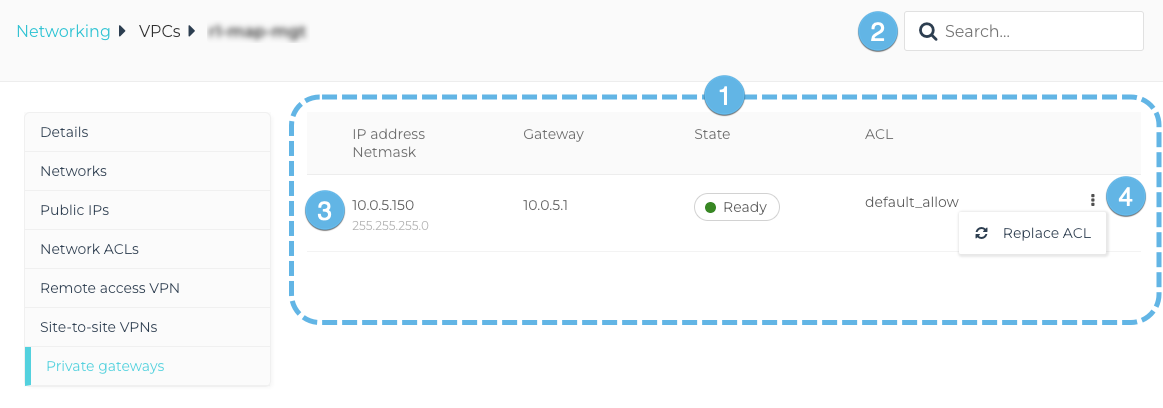 Networking VPCs
2 Search...
1
Details
Networks
Public IPs
Network ACLs
Remote access VPN
Site-to-site VPNs
Private gateways
IP address Gateway State ACL
Netmask
3 10.0.5.150 10.0.5.1 Ready default_allow 4
255.255.255.0
Replace ACL